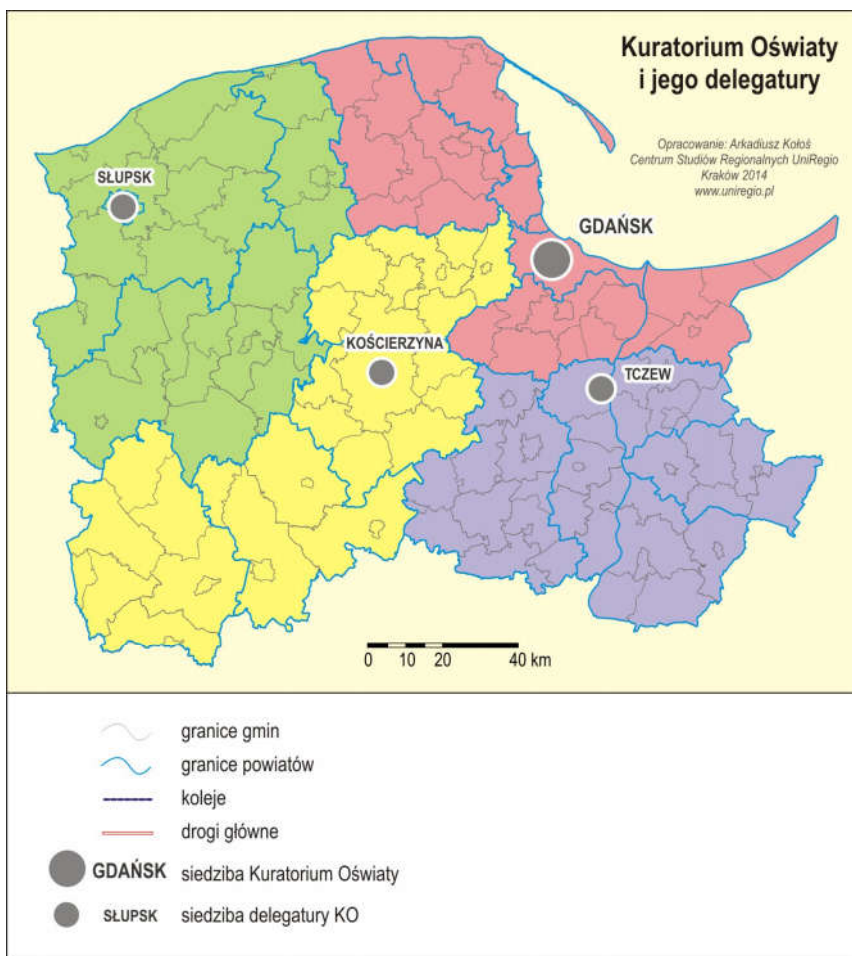 Kuratorium Oświaty
i jego delegatury
Opracowanie: Arkadiusz Kołoś
Centrum Studiów Regionalnych UniRegio
Kraków 2014
www.uniregio.pl
SŁUPSK
GDAŃSK
KOŚCIERZYNA
TCZEW
0 10 20 40 km
granice gmin
granice powiatów
koleje
drogi główne
GDAŃSK siedziba Kuratorium Oświaty
SŁUPSK siedziba delegatury KO